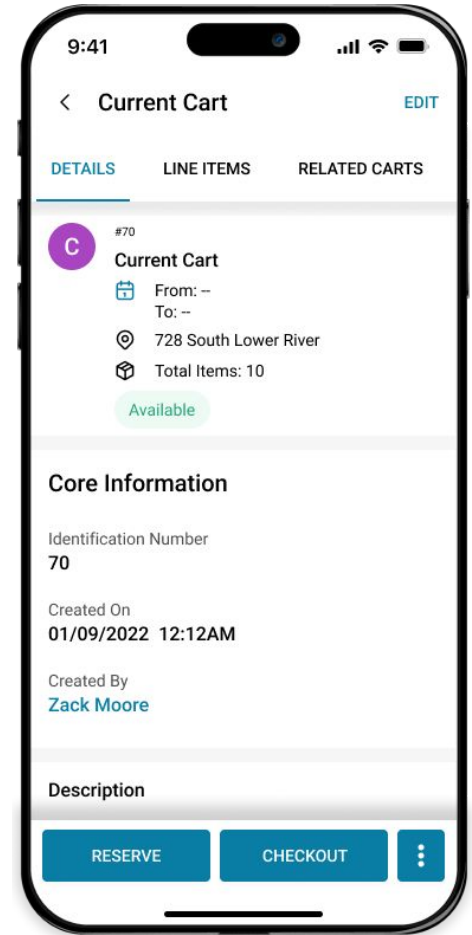 9:41
Current Cart
EDIT
DETAILS
LINE ITEMS
RELATED CARTS
C
#70
Current Cart
From: --
To: --
728 South Lower River
Total Items: 10
Available
Core Information
Identification Number
70
Created On
01/09/2022 12:12AM
Created By
Zack Moore
Description
RESERVE
CHECKOUT